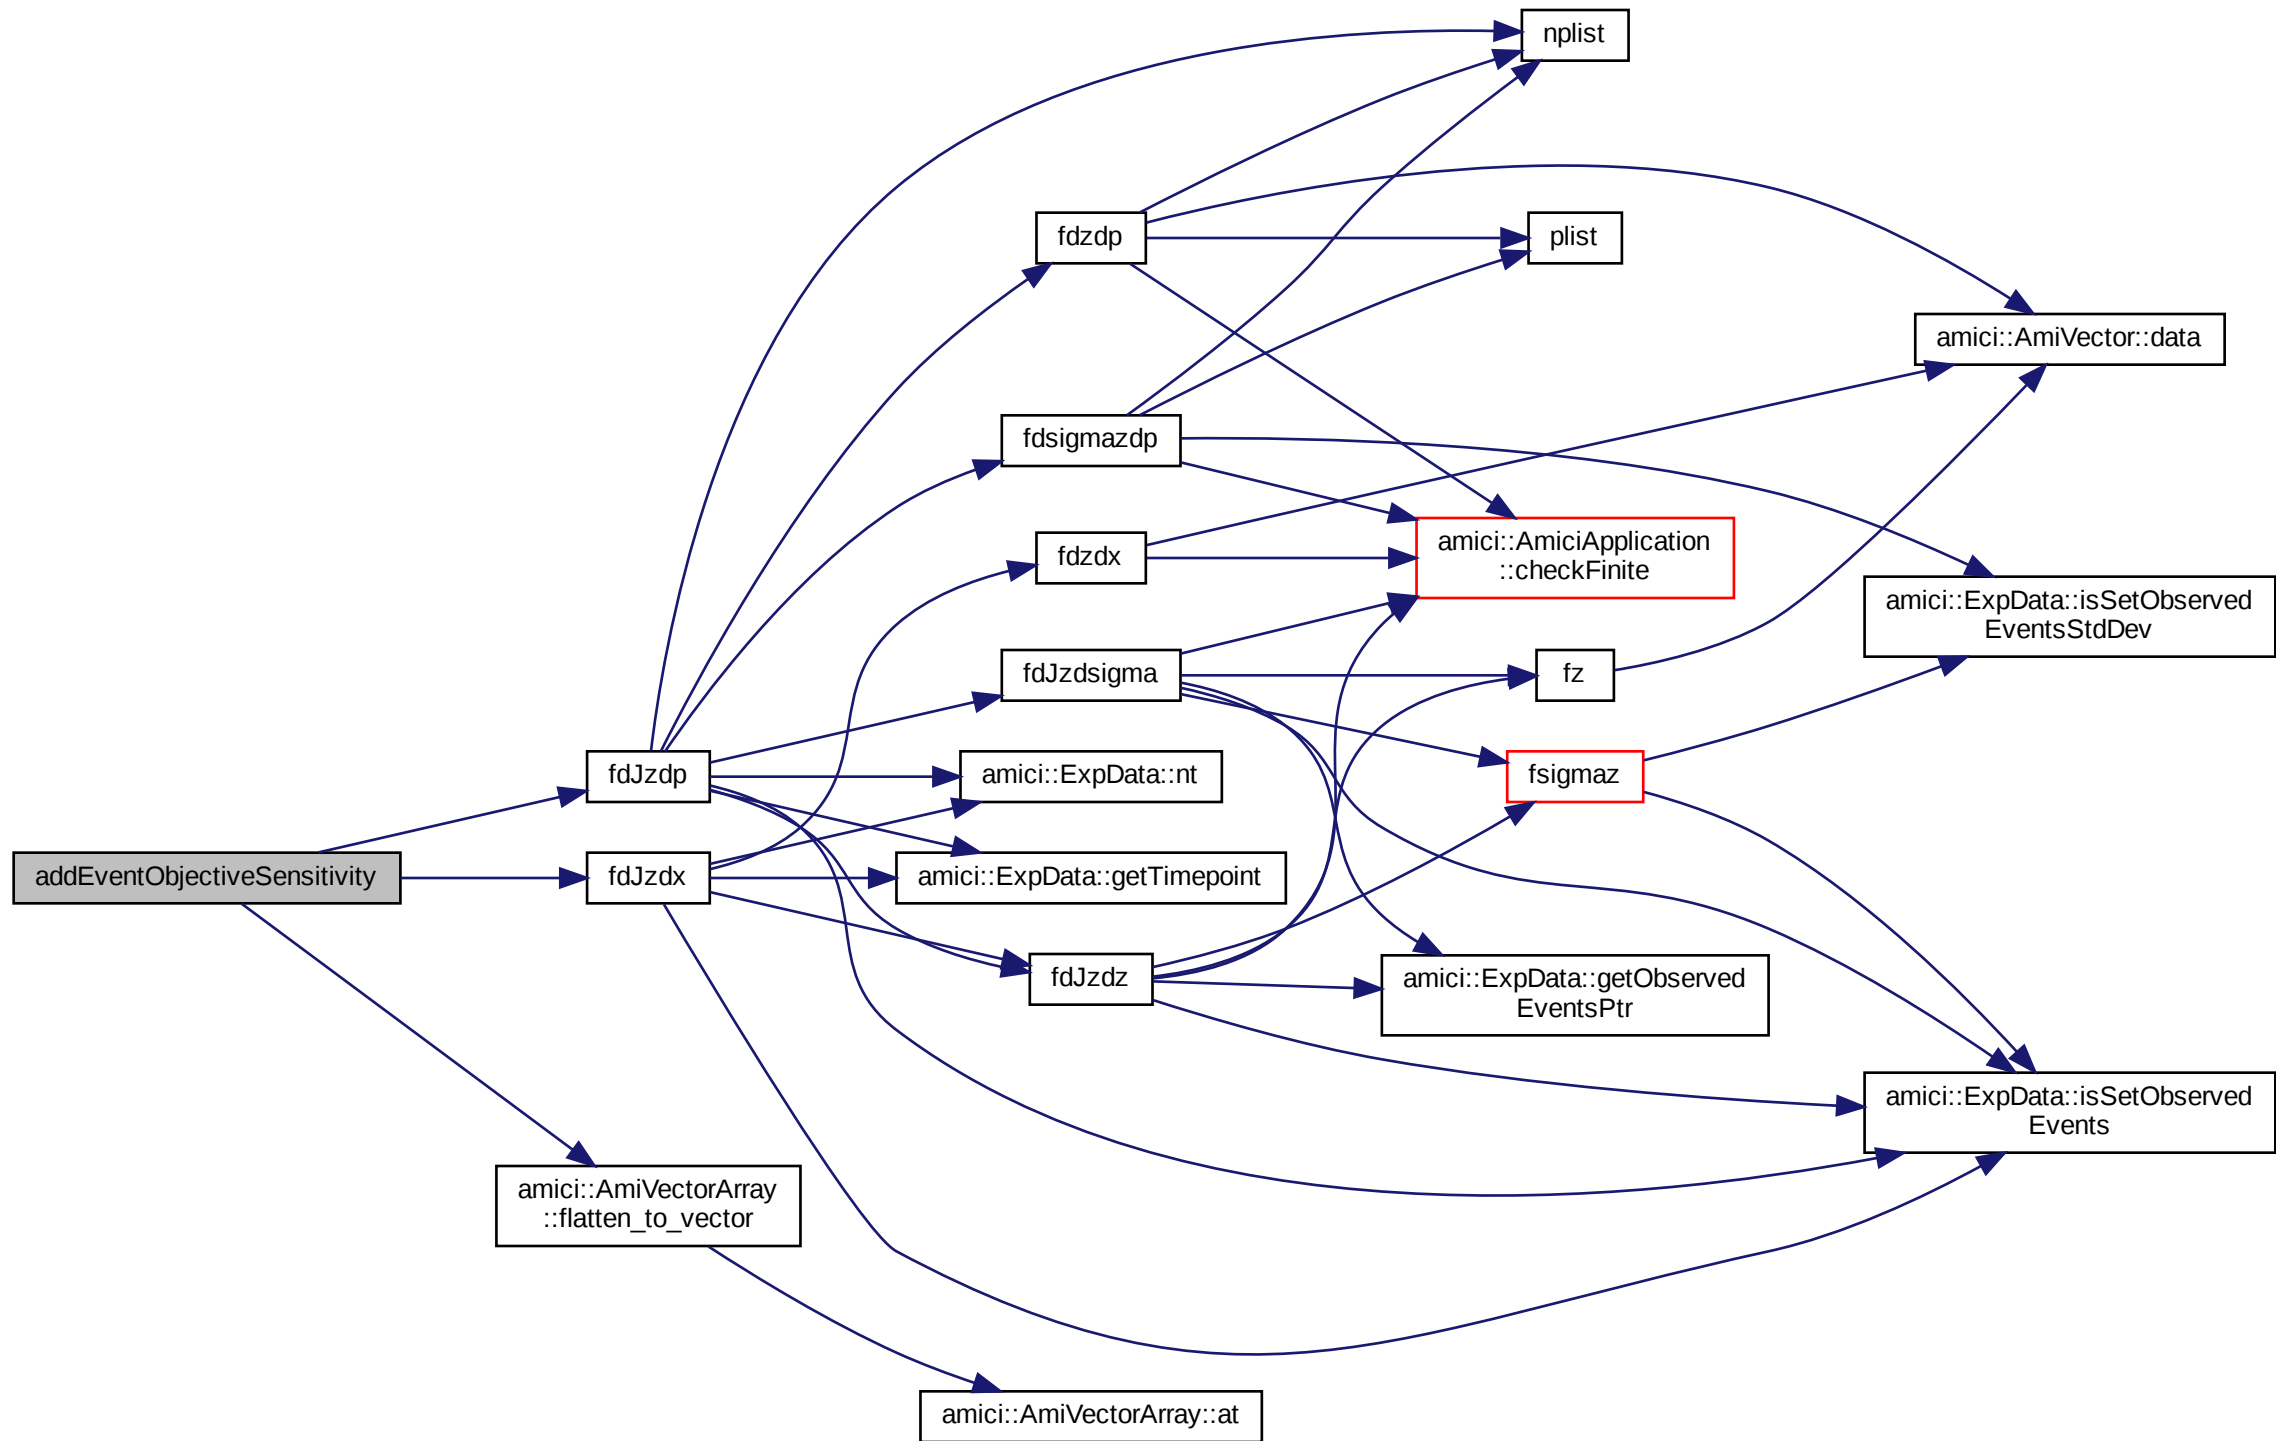 nplist
fdzdp
plist
amici::AmiVector::data
fdsigmazdp
fdzdx
amici::AmiciApplication
::checkFinite
amici::ExpData::isSetObserved
EventsStdDev
fdJzdsigma
fz
fdJzdp
amici::ExpData::nt
fsigmaz
addEventObjectiveSensitivity
fdJzdx
amici::ExpData::getTimepoint
fdJzdz
amici::ExpData::getObserved
EventsPtr
amici::ExpData::isSetObserved
Events
amici::AmiVectorArray
::flatten_to_vector
amici::AmiVectorArray::at